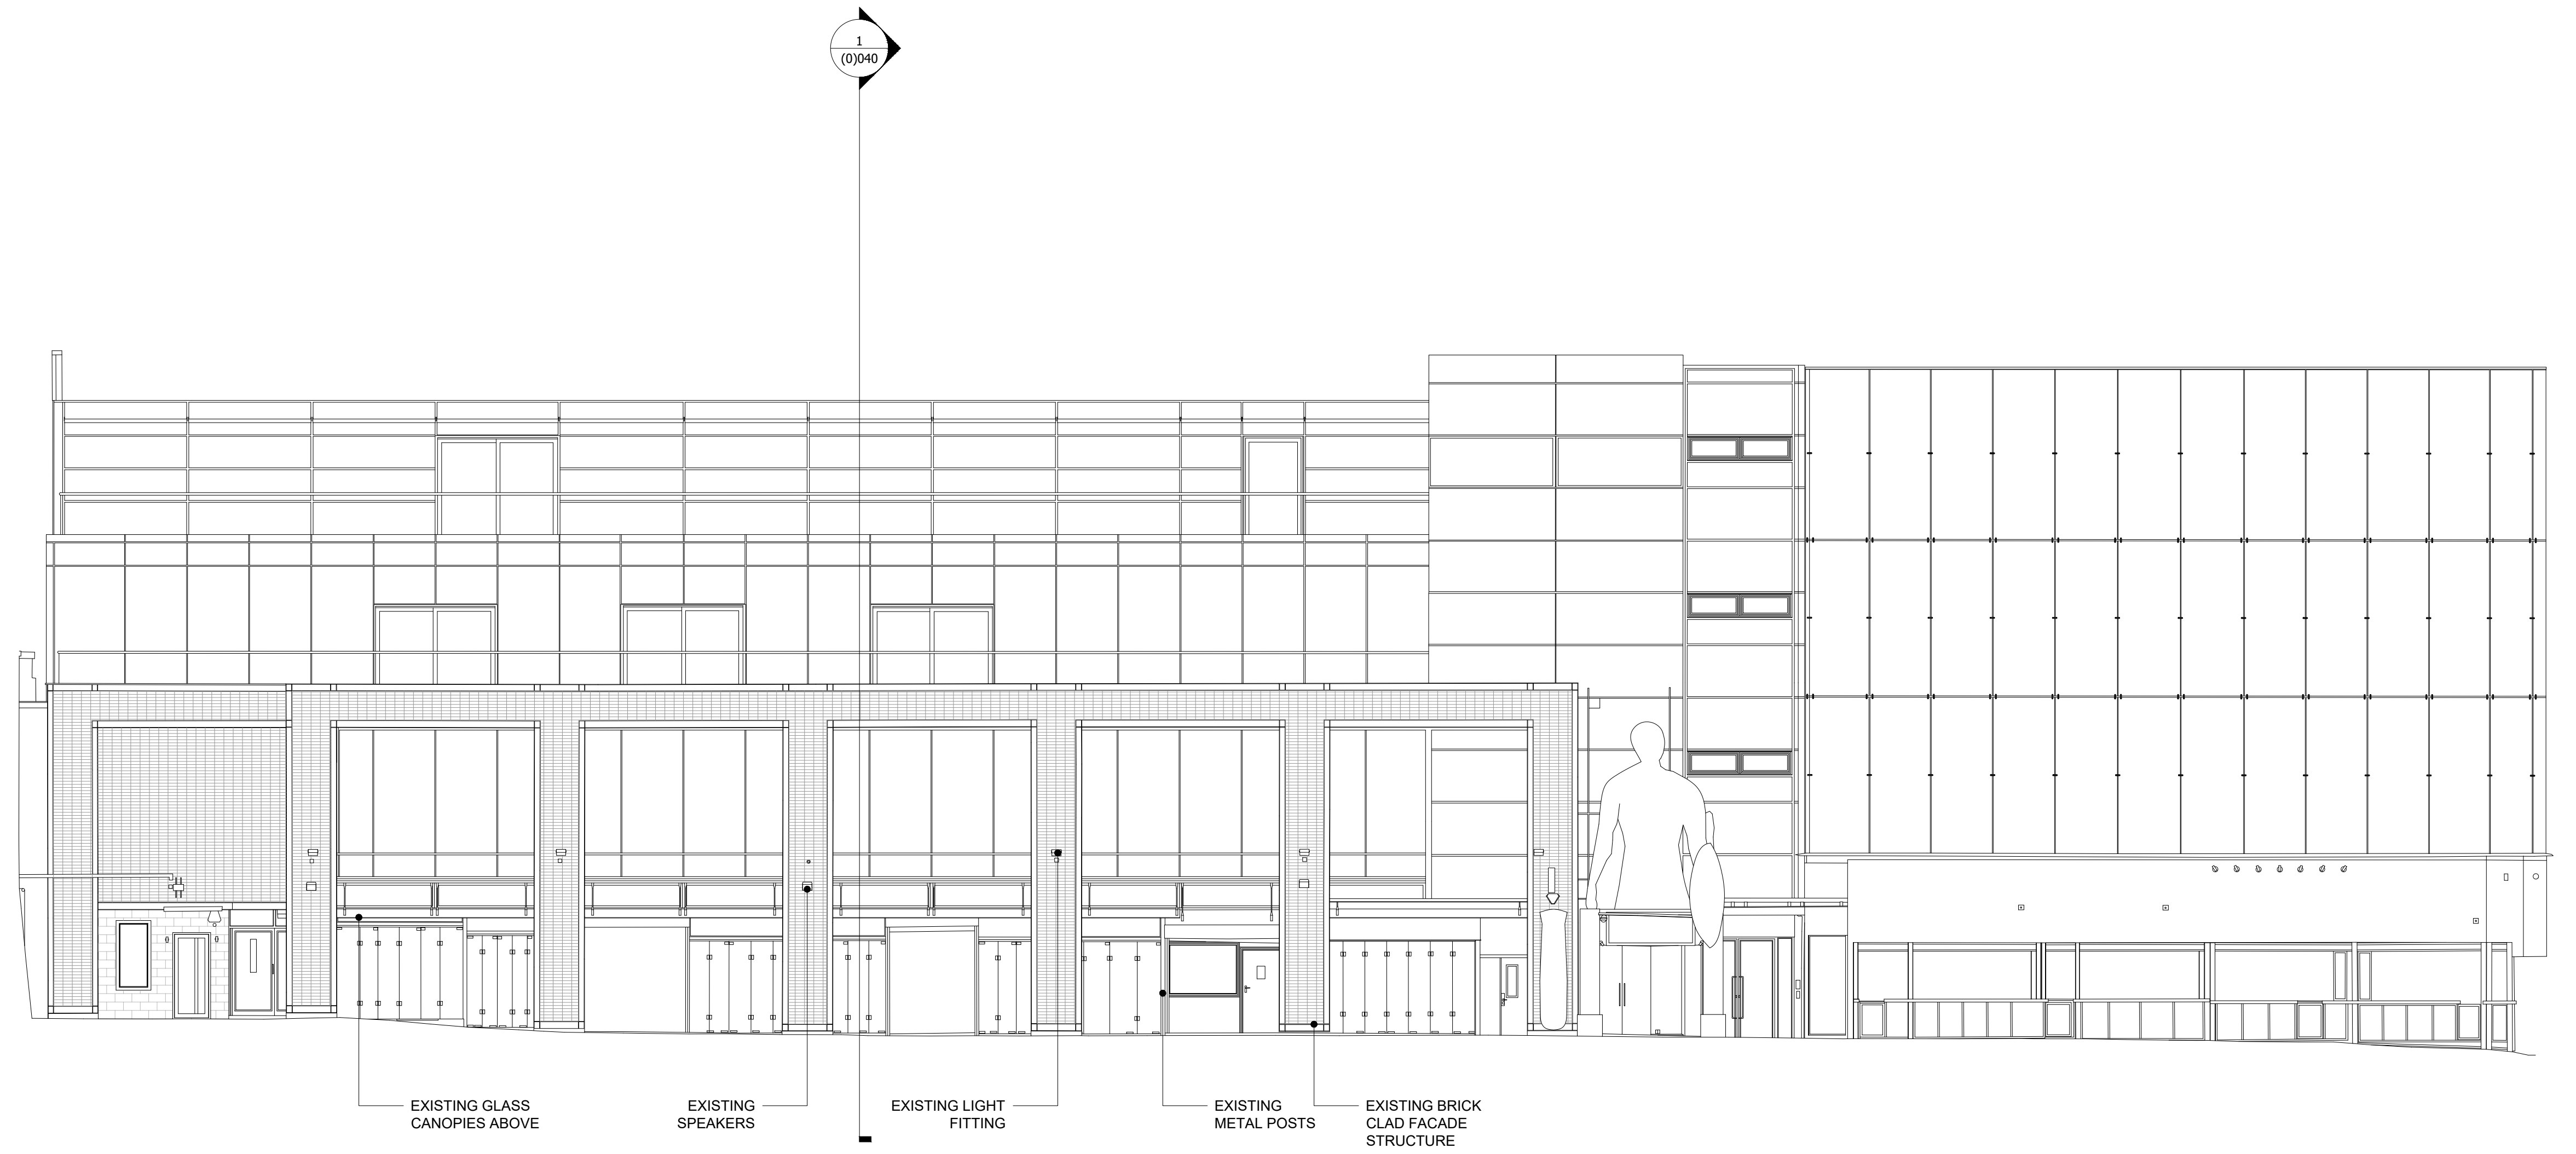 1
(0)040
EXISTING GLASS
CANOPIES ABOVE
EXISTING
SPEAKERS
EXISTING LIGHT
FITTING
EXISTING
METAL POSTS
EXISTING BRICK
CLAD FACADE
STRUCTURE